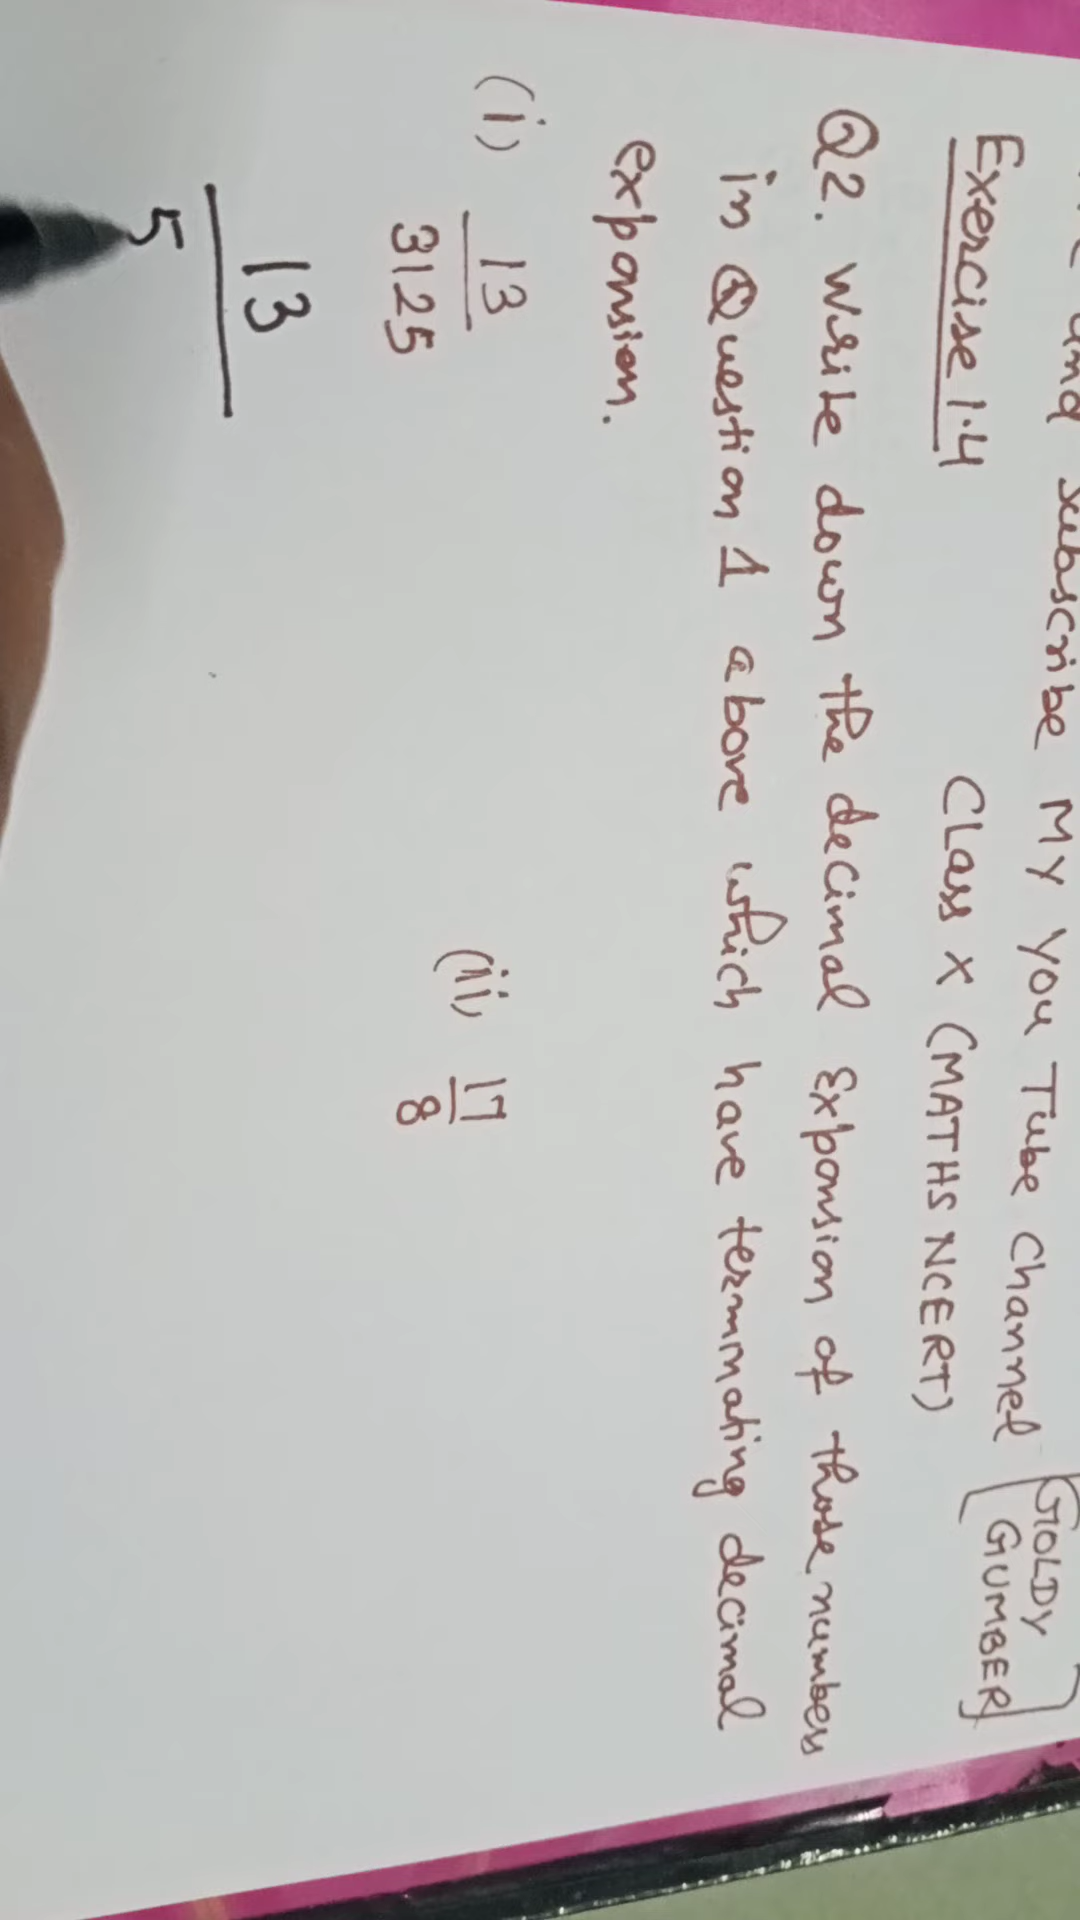 and subscribe My You Tube Channel
GOLDY
GUMBER
Exercise 1.4
CLass X (MATHS NCERT)
Q2. Write down the decimal Expansion of those numbers
in Question 1 above which have terminating decimal
expansion.
(i) 13
3125
(ii) 17
8
13
5